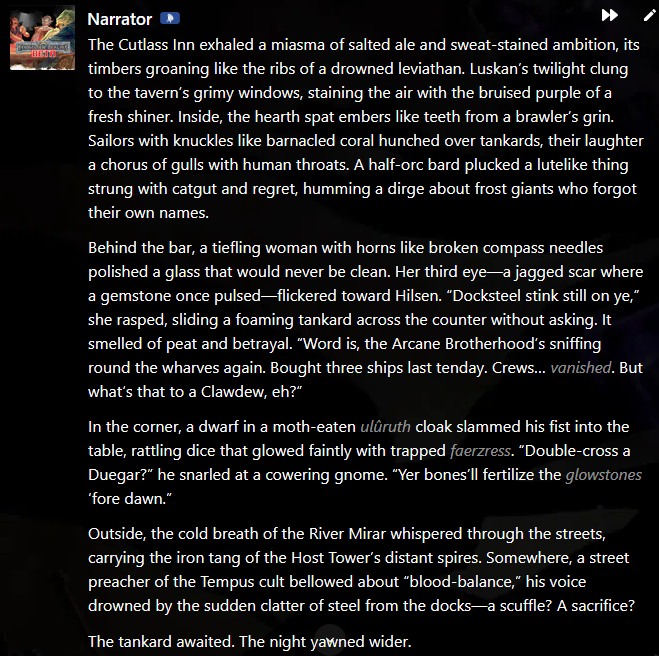 Narrator
The Cutlass Inn exhaled a miasma of salted ale and sweat-stained ambition, its
timbers groaning like the ribs of a drowned leviathan. Luskan’s twilight clung
to the tavern’s grimy windows, staining the air with the bruised purple of a
fresh shiner. Inside, the hearth spat embers like teeth from a brawler’s grin.
Sailors with knuckles like barnacled coral hunched over tankards, their laughter
a chorus of gulls with human throats. A half-orc bard plucked a lutelike thing
strung with catgut and regret, humming a dirge about frost giants who forgot
their own names.
Behind the bar, a tiefling woman with horns like broken compass needles
polished a glass that would never be clean. Her third eye—a jagged scar where
a gemstone once pulsed—flickered toward Hilsen. “Docksteel stink still on ye,”
she rasped, sliding a foaming tankard across the counter without asking. It
smelled of peat and betrayal. “Word is, the Arcane Brotherhood’s sniffing
round the wharves again. Bought three ships last tenday. Crews... vanished. But
what’s that to a Clawdew, eh?”
In the corner, a dwarf in a moth-eaten ulûruth cloak slammed his fist into the
table, rattling dice that glowed faintly with trapped faerzress. “Double-cross a
Duegar?” he snarled at a cowering gnome. “Yer bones’ll fertilize the glowstones
‘fore dawn.”
Outside, the cold breath of the River Mirar whispered through the streets,
carrying the iron tang of the Host Tower’s distant spires. Somewhere, a street
preacher of the Tempus cult bellowed about “blood-balance,” his voice
drowned by the sudden clatter of steel from the docks—a scuffle? A sacrifice?
The tankard awaited. The night yawned wider.